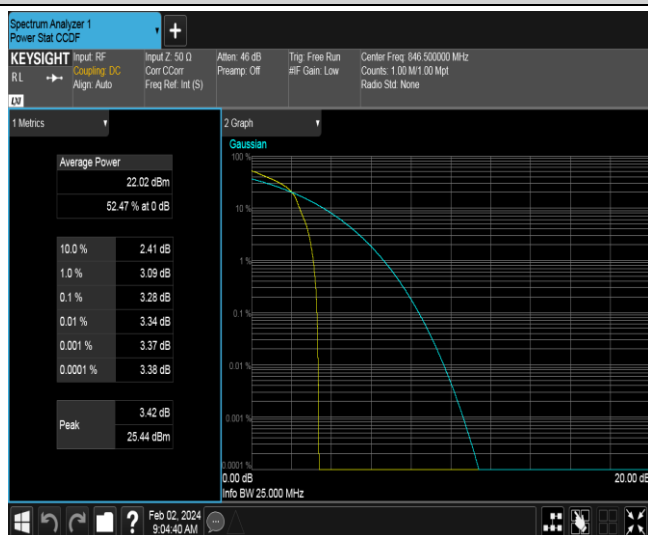 Spectrum Analyzer 1
Power Stat CCDF
+
KEYSIGHT
RL
LXI
Input: RF
Coupling: DC
Align: Auto
Input Z: 50 Ω
Corr CCorr
Freq Ref: Int (S)
Atten: 46 dB
Preamp: Off
Trig: Free Run
#IF Gain: Low
Center Freq: 846.500000 MHz
Counts: 1.00 M/1.00 Mpt
Radio Std: None
1 Metrics
Average Power
22.02 dBm
52.47 % at 0 dB
10.0 % 2.41 dB
1.0 % 3.09 dB
0.1 % 3.28 dB
0.01 % 3.34 dB
0.001 % 3.37 dB
0.0001 % 3.38 dB
Peak
3.42 dB
25.44 dBm
2 Graph
Gaussian
100 %
10 %
1 %
0.1 %
0.01 %
0.001 %
0.0001 %
0.00 dB
20.00 dB
Info BW 25.000 MHz
?
Feb 02, 2024
9:04:40 AM